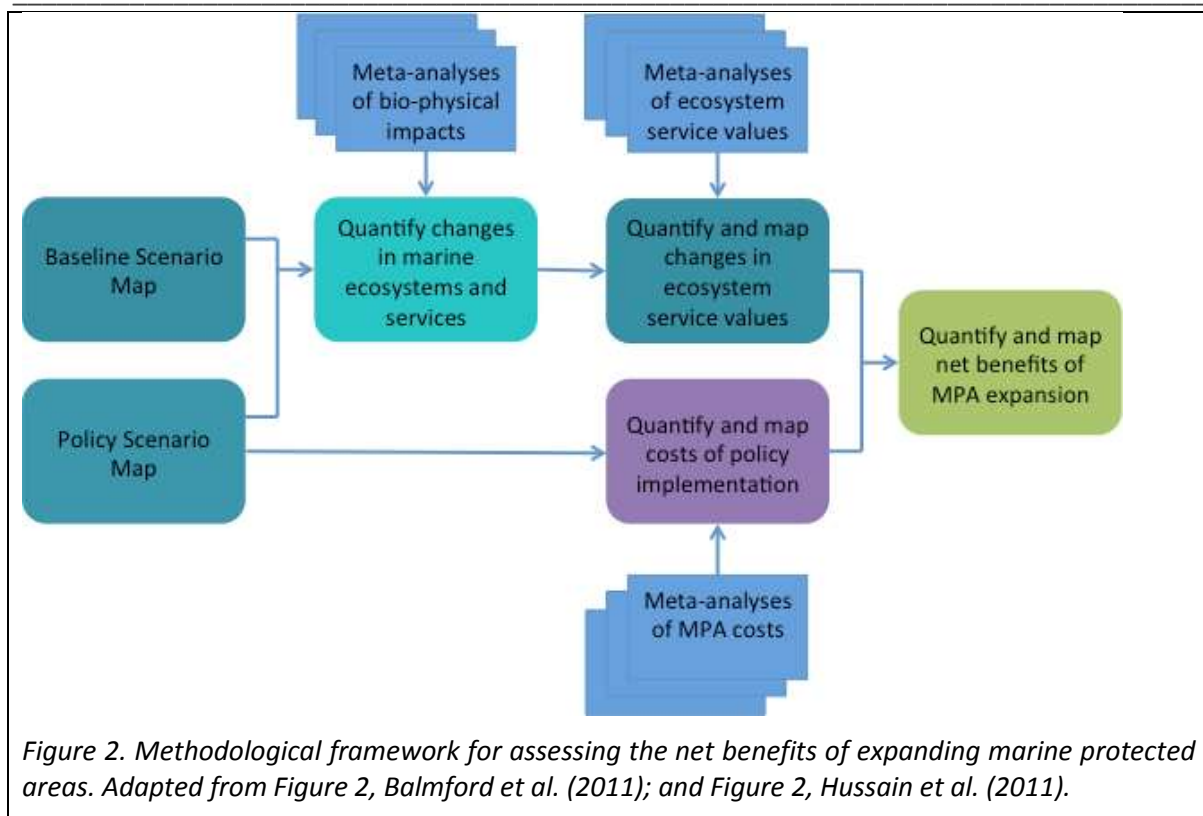 Meta-analyses
of bio-physical
impacts
Meta-analyses
of ecosystem
service values
Baseline Scenario
Map
Quantify changes
in marine
ecosystems and
services
Quantify and map
changes in
ecosystem
service values
Quantify and map
net benefits of
MPA expansion
Policy Scenario
Map
Quantify and map
costs of policy
implementation
Meta-analyses
of MPA costs
Figure 2. Methodological framework for assessing the net benefits of expanding marine protected
areas. Adapted from Figure 2, Balmford et al. (2011); and Figure 2, Hussain et al. (2011).